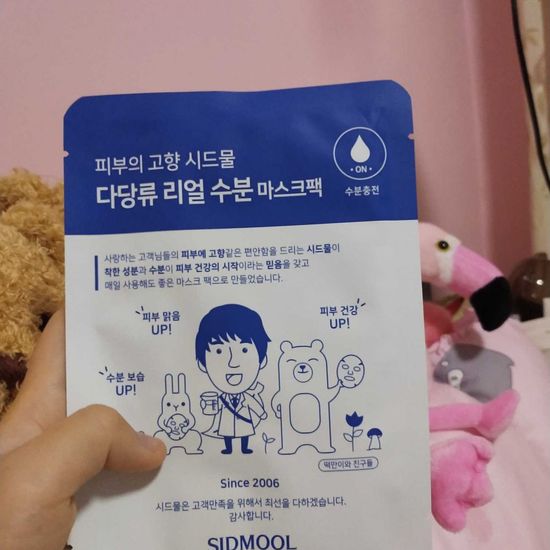 피부의 고향 시드물
다당류 리얼 수분 마스크팩
ON
수분충전
사랑하는 고객님들의 피부에 고향같은 편안함을 드리는 시드물이
착한 성분과 수분이 피부 건강의 시작이라는 믿음을 갖고
매일 사용해도 좋은 마스크 팩으로 만들었습니다.
피부 맑음
UP!
피부 건강
UP!
수분 보습
UP!
떡만이와 친구들
Since 2006
시드물은 고객만족을 위해서 최선을 다하겠습니다.
감사합니다.
SIDMOOL